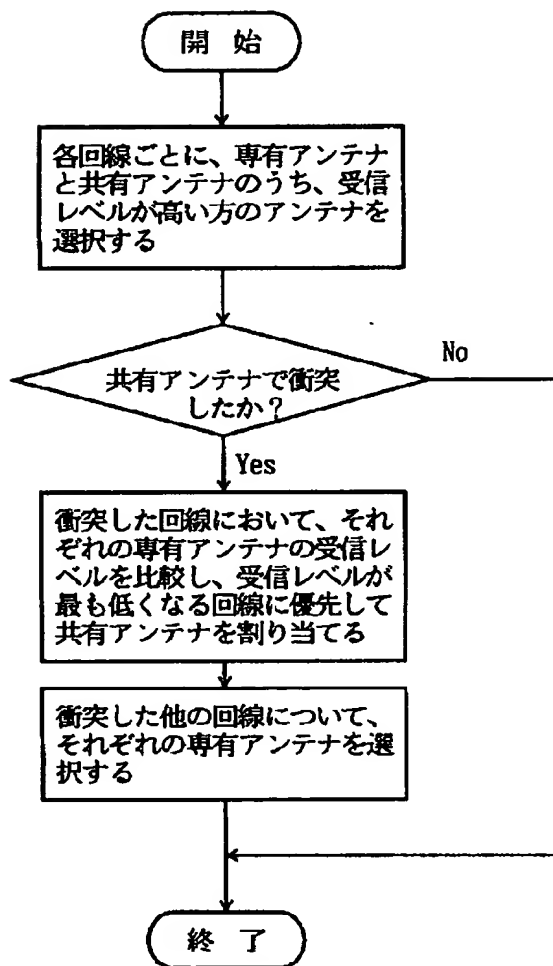 開 始
各回線ごとに、専有アンテナ
と共有アンテナのうち、受信
レベルが高い方のアンテナを
選択する
共有アンテナで衝突
したか？
No
Yes
衝突した回線において、それ
ぞれの専有アンテナの受信レ
ベルを比較し、受信レベルが
最も低くなる回線に優先して
共有アンテナを割り当てる
衝突した他の回線について、
それぞれの専有アンテナを選
択する
終 了